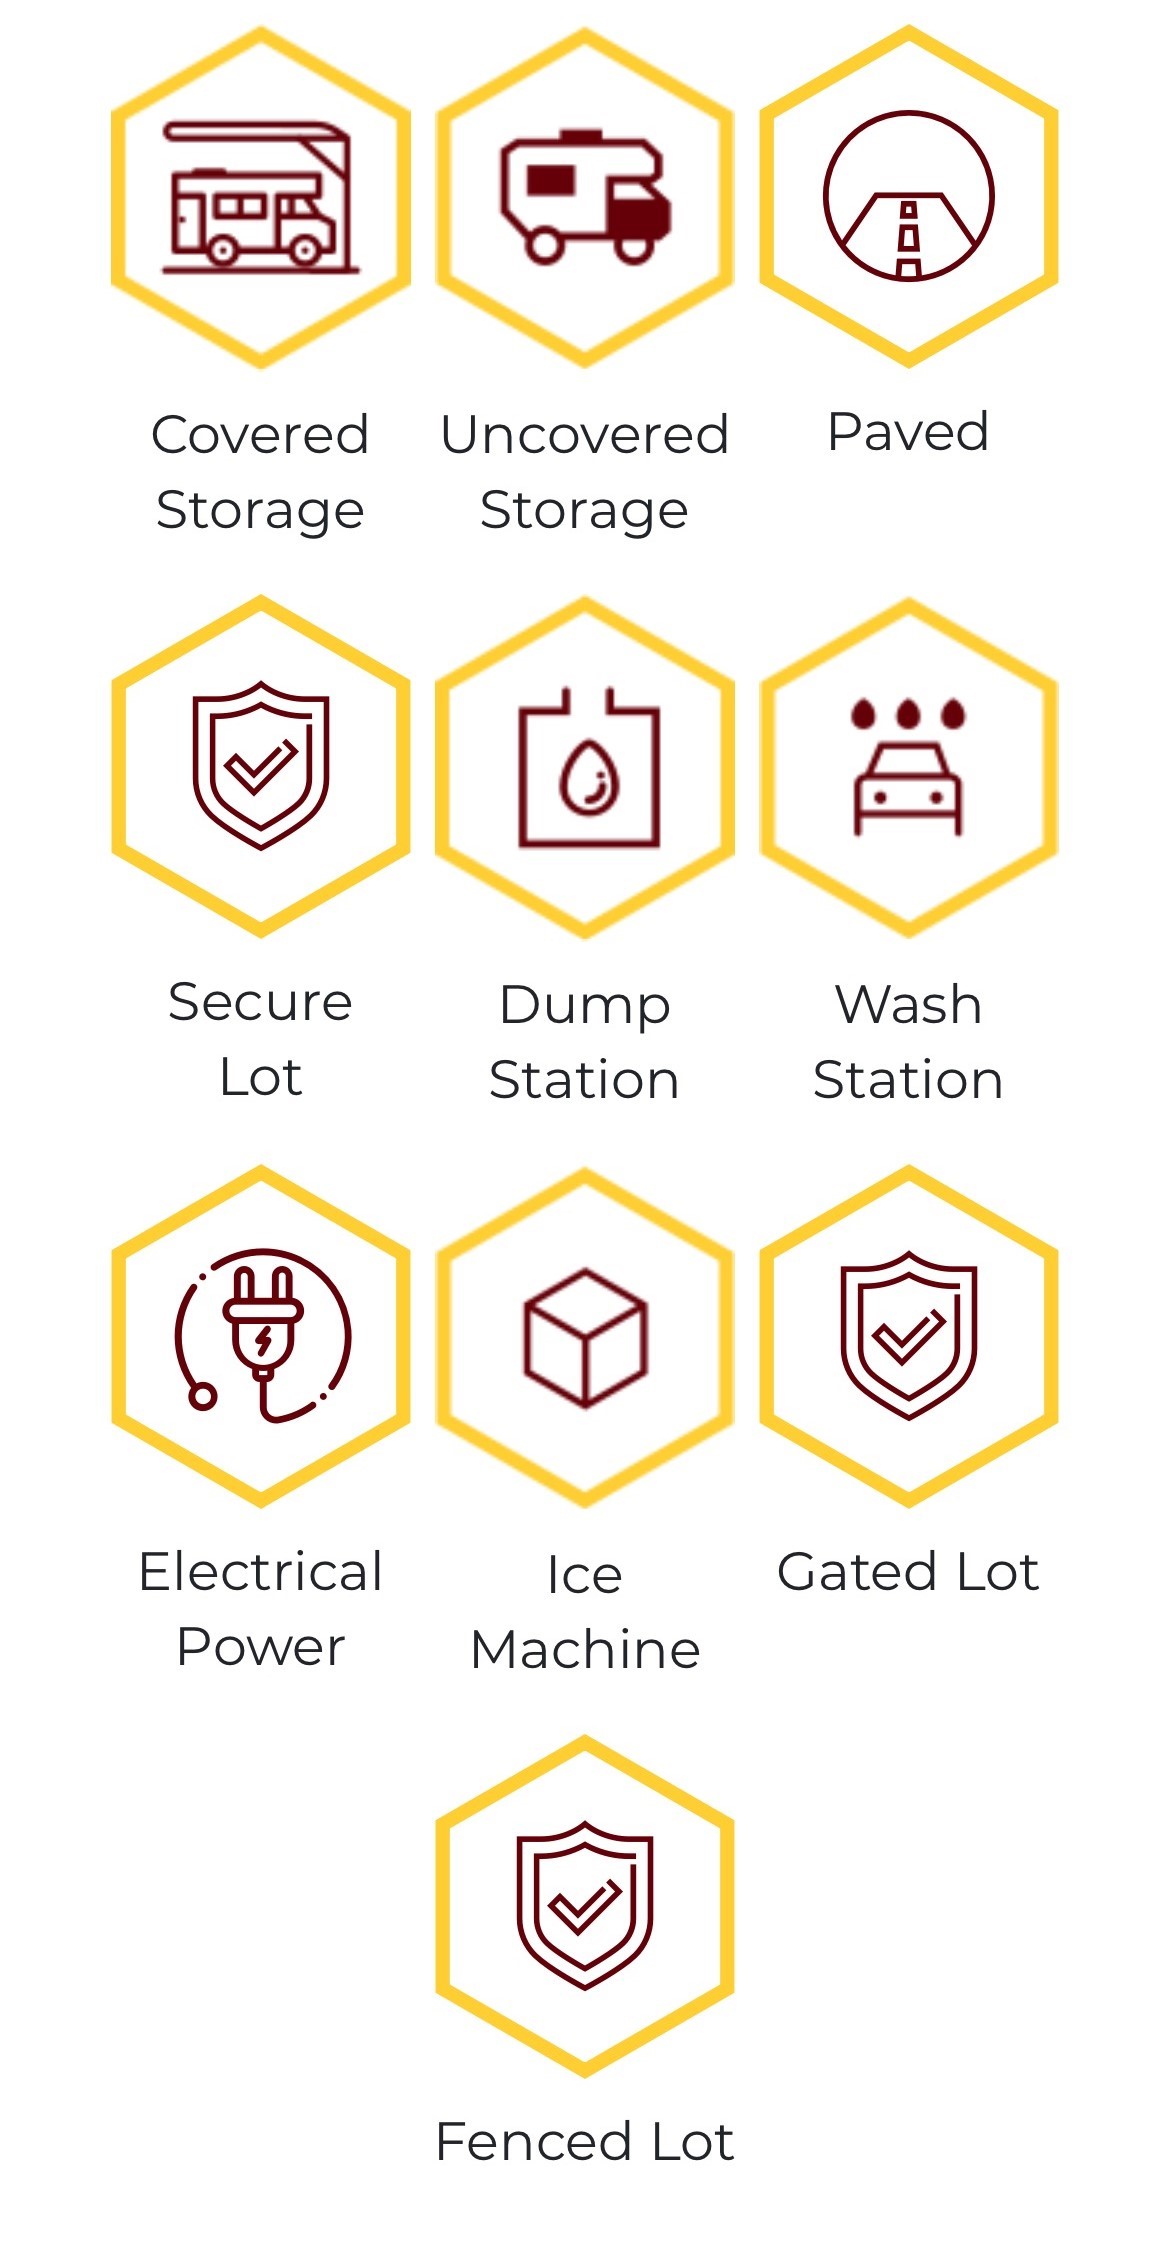 Covered
Storage
Uncovered
Storage
Paved
Secure
Lot
Dump
Station
Wash
Station
Electrical
Power
Ice
Machine
Gated Lot
Fenced Lot